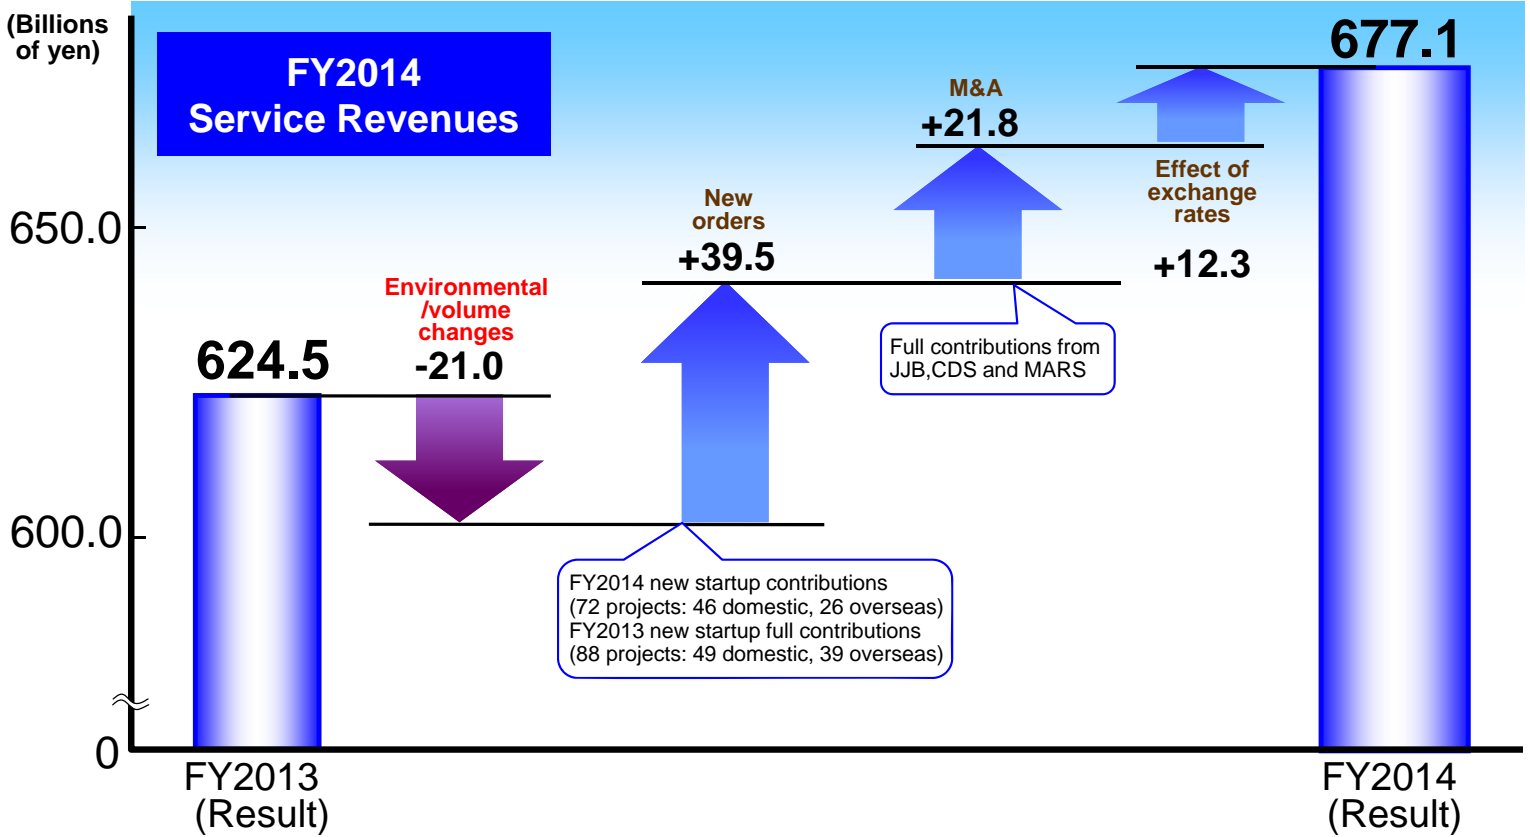 (Billions
of yen)
FY2014
Service Revenues
677.1
M&A
+21.8
Effect of
exchange
rates
+12.3
New
orders
+39.5
650.0
Environmental
/volume
changes
-21.0
624.5
Full contributions from
JJB,CDS and MARS
600.0
FY2014 new startup contributions
(72 projects: 46 domestic, 26 overseas)
FY2013 new startup full contributions
(88 projects: 49 domestic, 39 overseas)
0
FY2013
(Result)
FY2014
(Result)